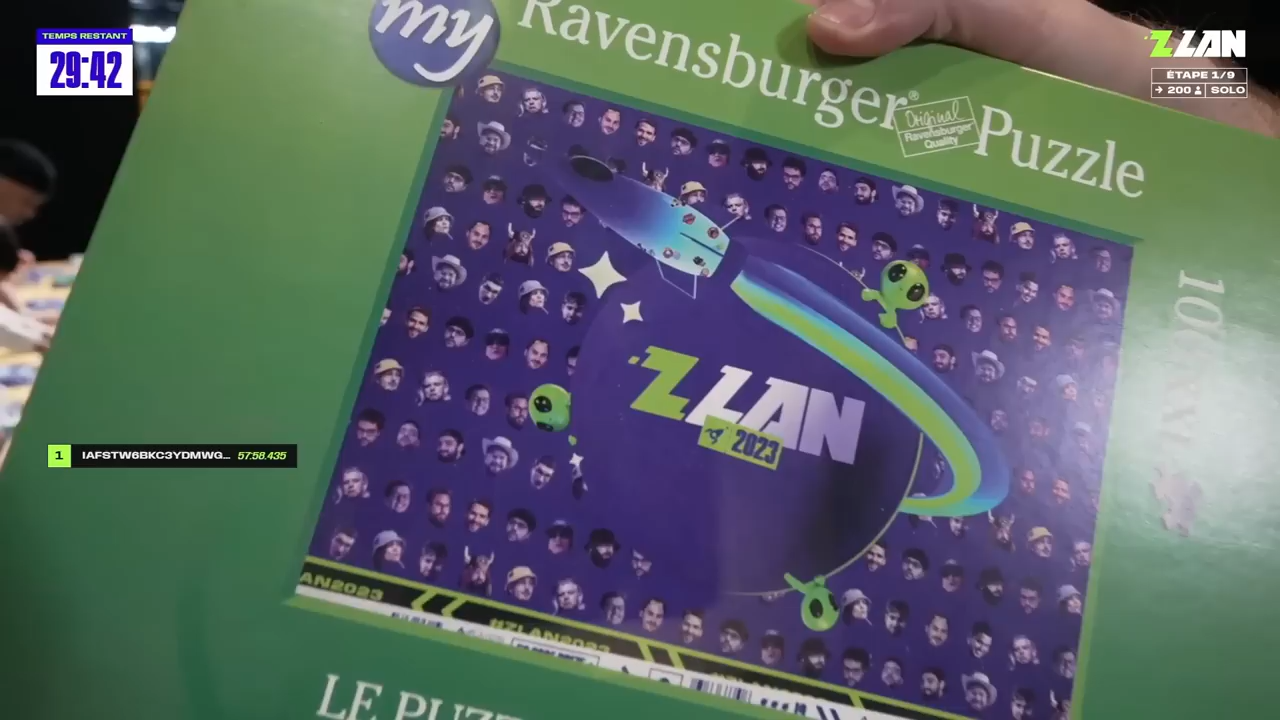 TEMPS RESTANT
29:42
ZLAN
ÉTAPE 1/9
→ 200 SOLO
my
Ravensburger® Puzzle
Original
Ravensburger
Quality
ZLAN
2023
1 IAFSTW6BKC3YDMWG... 57:58.435
AN2023
#ZLAN2023
LE PUZ